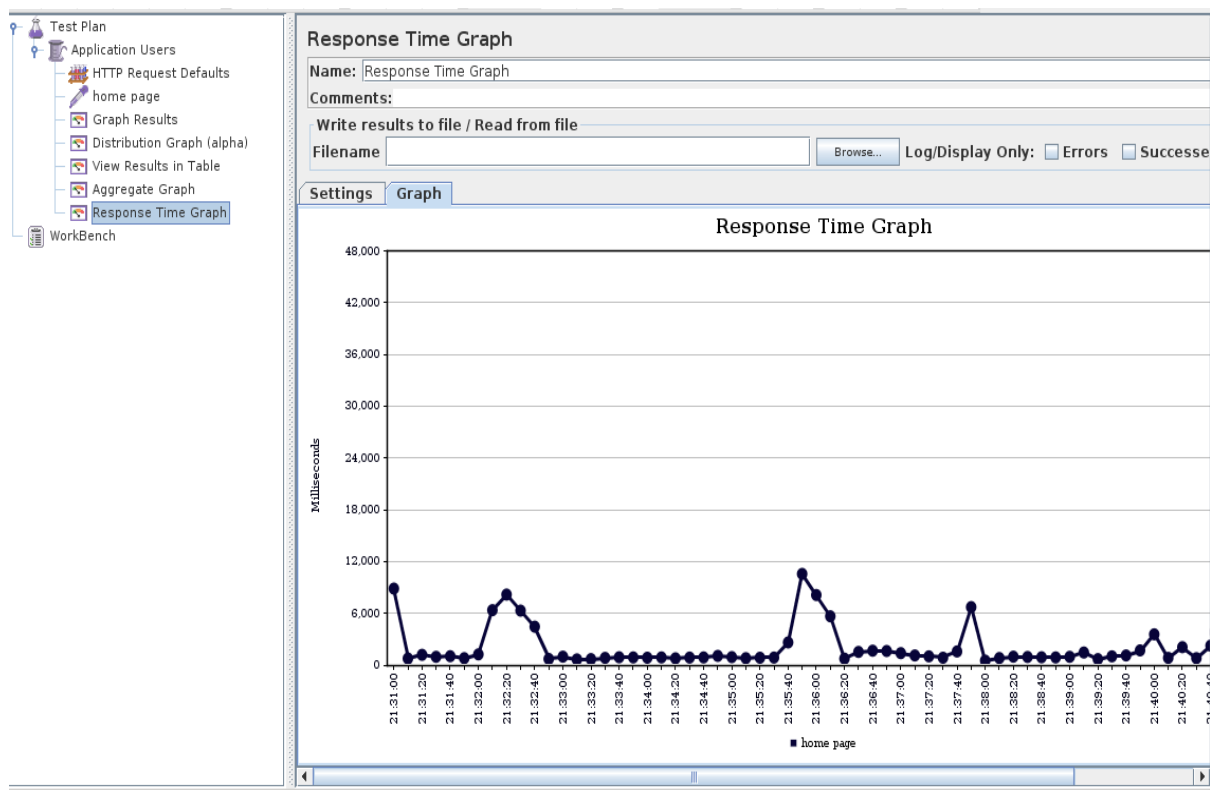 Test Plan
Application Users
HTTP Request Defaults
home page
Graph Results
Distribution Graph (alpha)
View Results in Table
Aggregate Graph
Response Time Graph
WorkBench
Response Time Graph
Name: Response Time Graph
Comments:
Write results to file / Read from file
Filename Browse... Log/Display Only: Errors Successe
Settings Graph
Response Time Graph
48,000
42,000
36,000
30,000
24,000
18,000
12,000
6,000
0
Milliseconds
21:31:00
21:31:20
21:31:40
21:32:00
21:32:20
21:32:40
21:33:00
21:33:20
21:33:40
21:34:00
21:34:20
21:34:40
21:35:00
21:35:20
21:35:40
21:36:00
21:36:20
21:36:40
21:37:00
21:37:20
21:37:40
21:38:00
21:38:20
21:38:40
21:39:00
21:39:20
21:39:40
21:40:00
21:40:20
home page